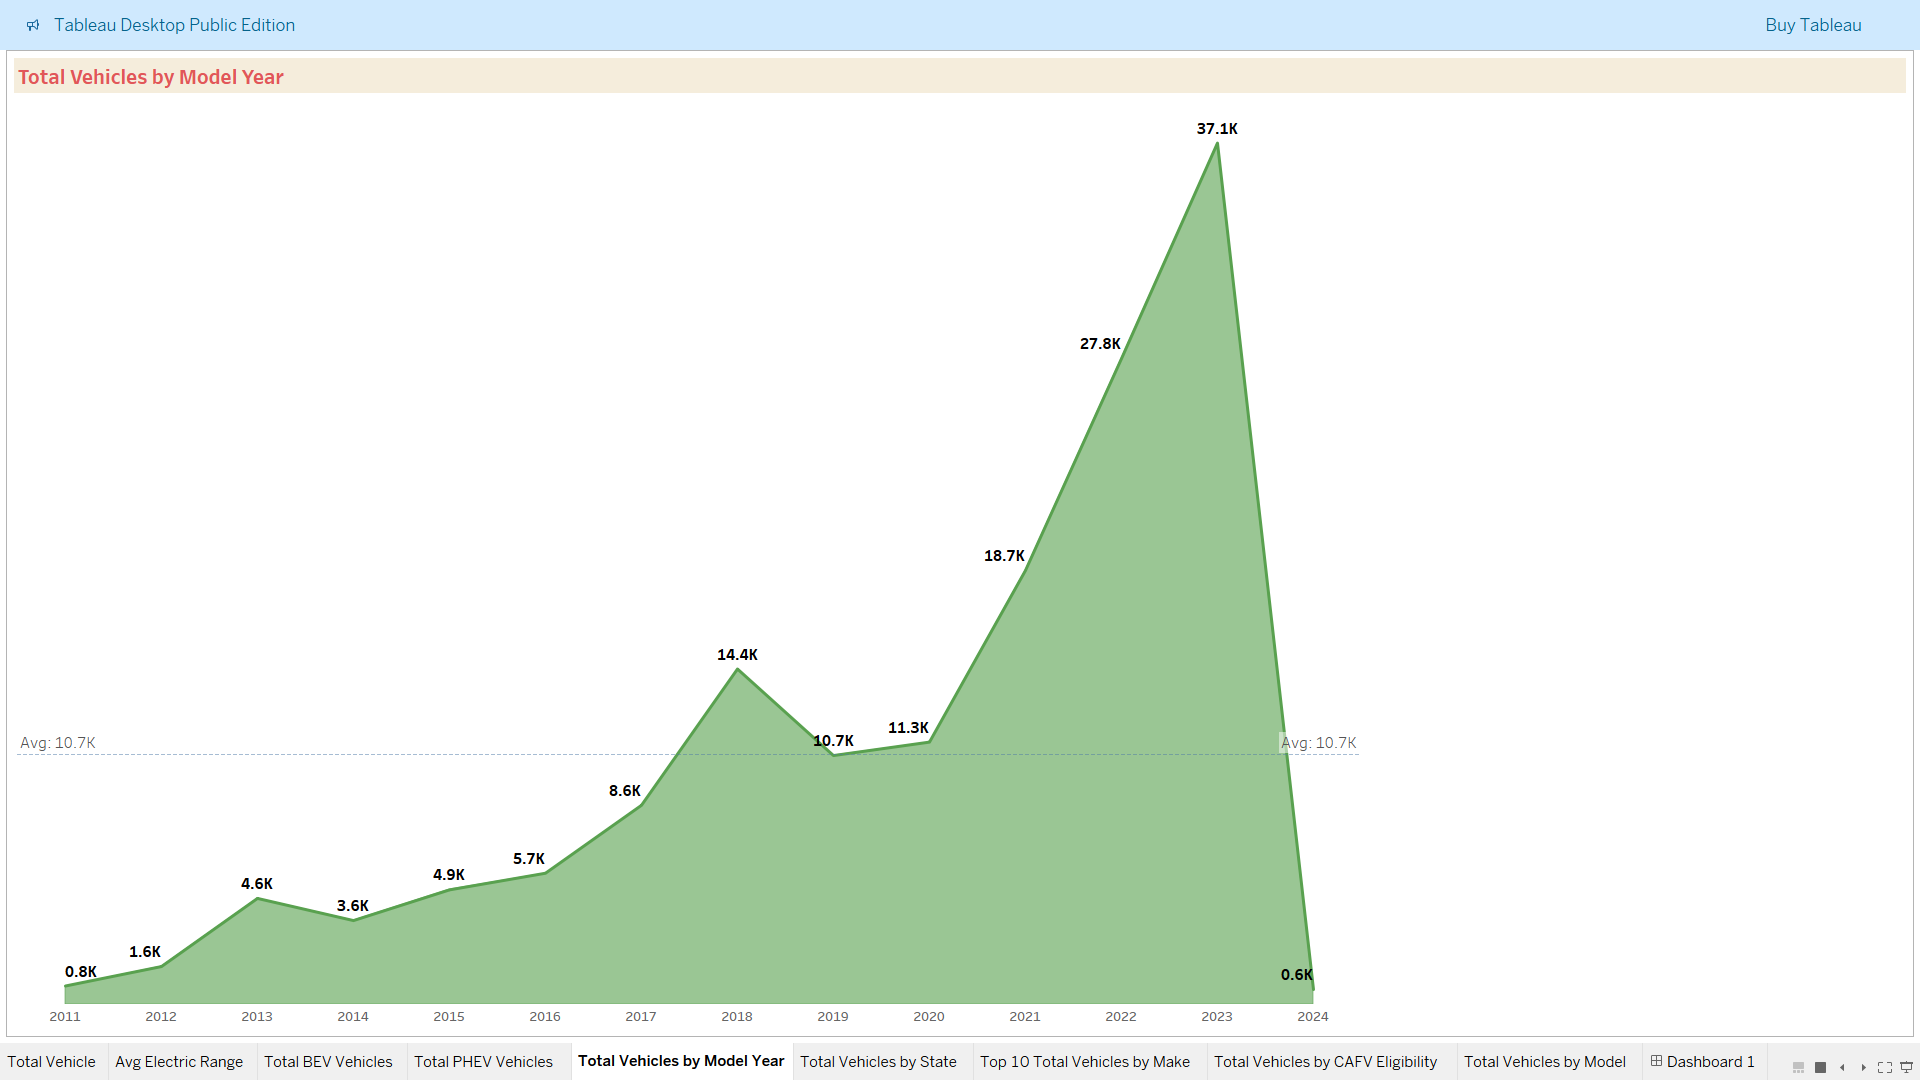 Tableau Desktop Public Edition
Buy Tableau
Total Vehicles by Model Year
37.1K
27.8K
18.7K
14.4K
11.3K
10.7K
Avg: 10.7K
Avg: 10.7K
8.6K
5.7K
4.9K
4.6K
3.6K
1.6K
0.8K
0.6K
2011 2012 2013 2014 2015 2016 2017 2018 2019 2020 2021 2022 2023 2024
Total Vehicle Avg Electric Range Total BEV Vehicles Total PHEV Vehicles Total Vehicles by Model Year Total Vehicles by State Top 10 Total Vehicles by Make Total Vehicles by CAFV Eligibility Total Vehicles by Model Dashboard 1